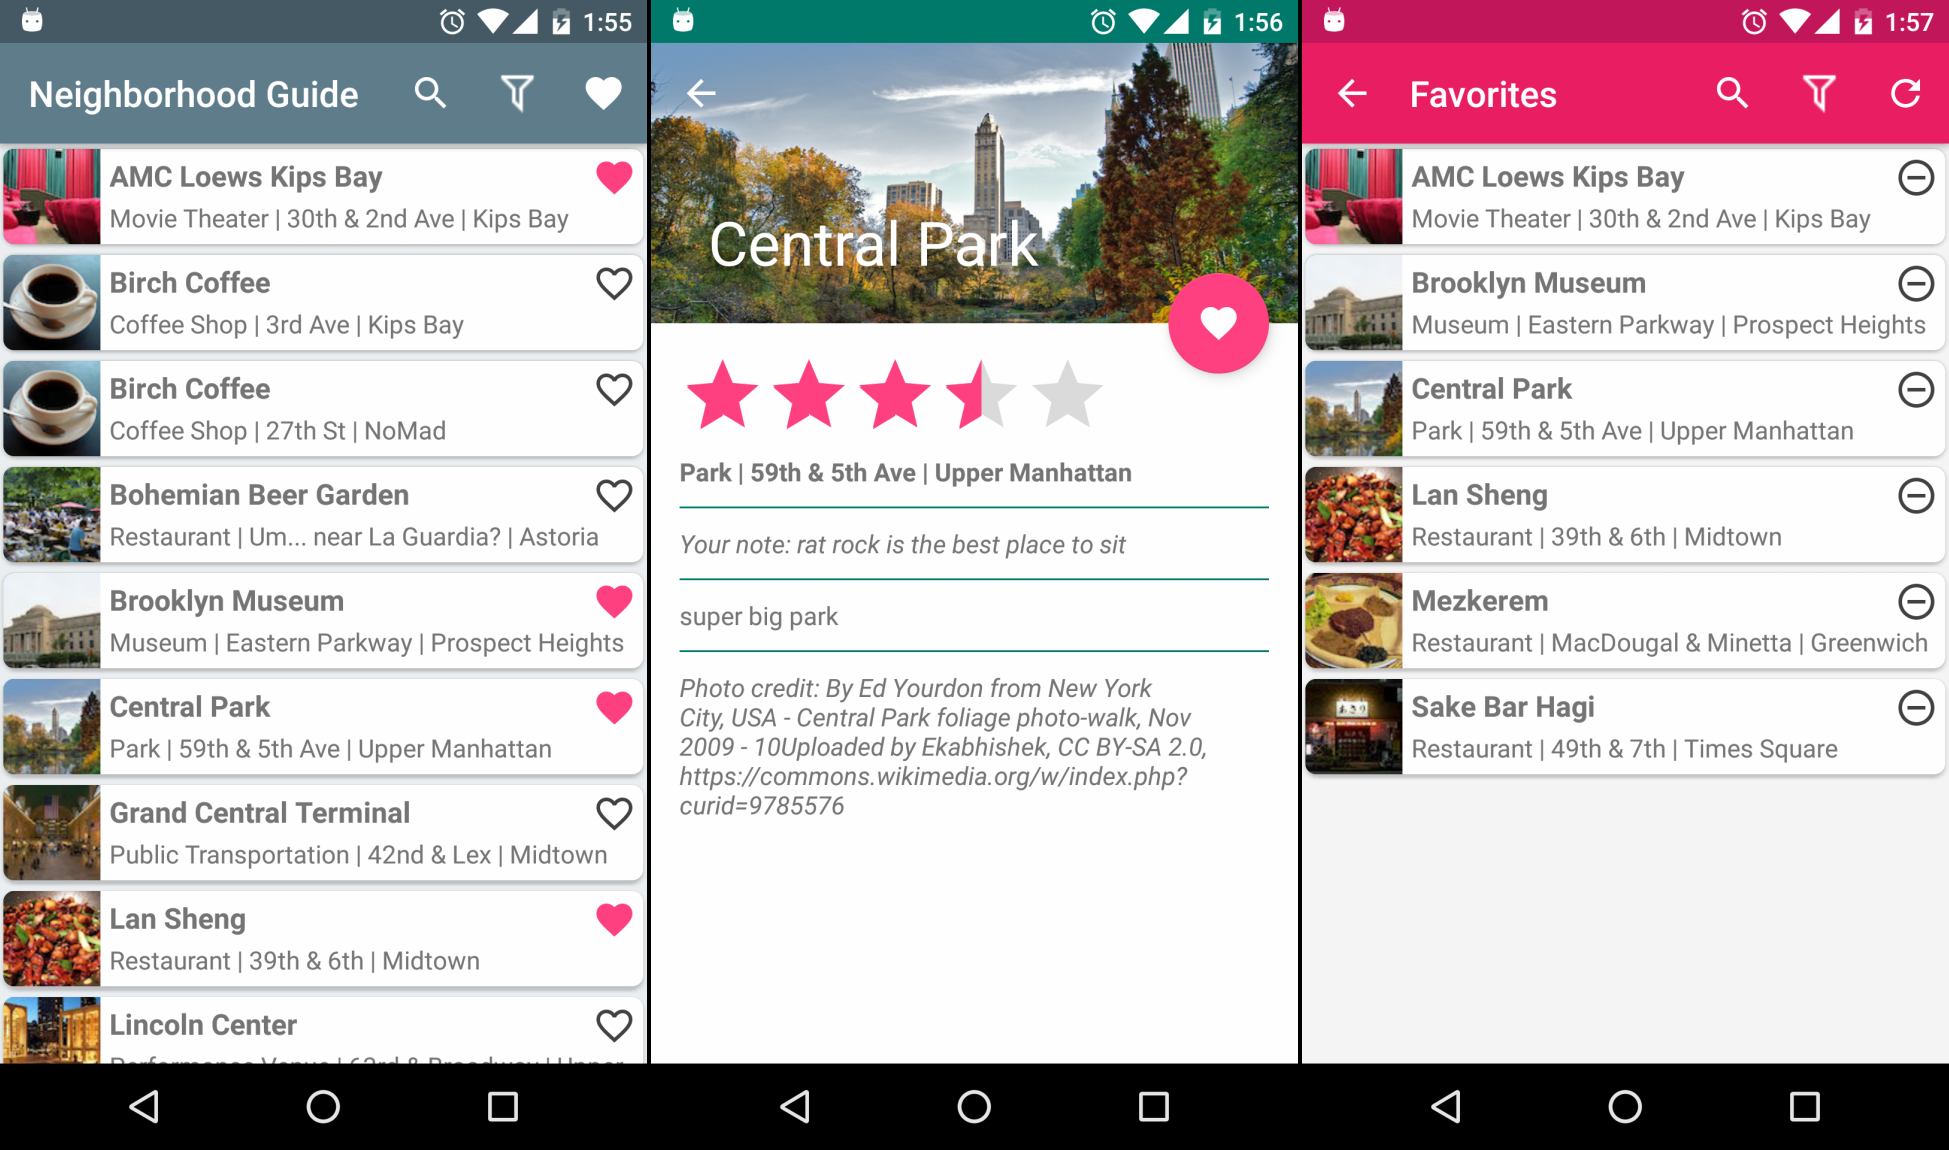 1:55
Neighborhood Guide
AMC Loews Kips Bay
Movie Theater | 30th & 2nd Ave | Kips Bay
Birch Coffee
Coffee Shop | 3rd Ave | Kips Bay
Birch Coffee
Coffee Shop | 27th St | NoMad
Bohemian Beer Garden
Restaurant | Um... near La Guardia? | Astoria
Brooklyn Museum
Museum | Eastern Parkway | Prospect Heights
Central Park
Park | 59th & 5th Ave | Upper Manhattan
Grand Central Terminal
Public Transportation | 42nd & Lex | Midtown
Lan Sheng
Restaurant | 39th & 6th | Midtown
Lincoln Center
Performance Venue | 63rd & Broadway | Upper
1:56
Central Park
Park | 59th & 5th Ave | Upper Manhattan
Your note: rat rock is the best place to sit
super big park
Photo credit: By Ed Yourdon from New York
City, USA - Central Park foliage photo-walk, Nov
2009 - 10Uploaded by Ekabhishek, CC BY-SA 2.0,
https://commons.wikimedia.org/w/index.php?
curid=9785576
1:57
Favorites
AMC Loews Kips Bay
Movie Theater | 30th & 2nd Ave | Kips Bay
Brooklyn Museum
Museum | Eastern Parkway | Prospect Heights
Central Park
Park | 59th & 5th Ave | Upper Manhattan
Lan Sheng
Restaurant | 39th & 6th | Midtown
Mezkerem
Restaurant | MacDougal & Minetta | Greenwich
Sake Bar Hagi
Restaurant | 49th & 7th | Times Square